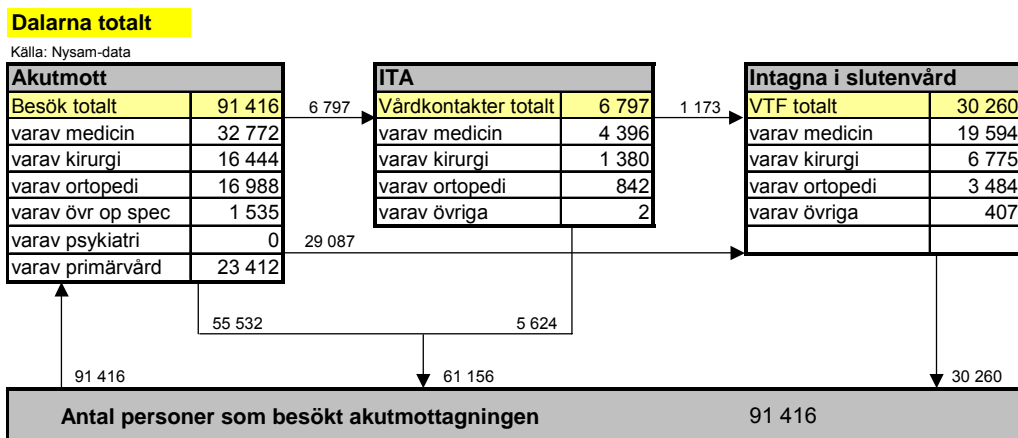 Dalarna totalt
Källa: Nysam-data
Akutmott
Besök totalt 91 416
varav medicin 32 772
varav kirurgi 16 444
varav ortopedi 16 988
varav övr op spec 1 535
varav psykiatri 0
varav primärvård 23 412
6 797
ITA
Vårdkontakter totalt 6 797
varav medicin 4 396
varav kirurgi 1 380
varav ortopedi 842
varav övriga 2
1 173
Intagna i slutenvård
VTF totalt 30 260
varav medicin 19 594
varav kirurgi 6 775
varav ortopedi 3 484
varav övriga 407
29 087
55 532 5 624
91 416 61 156 30 260
Antal personer som besökt akutmottagningen 91 416